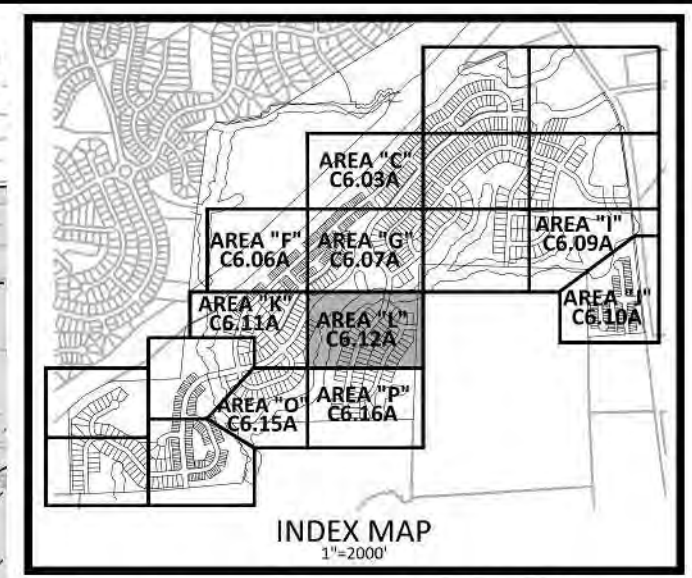 AREA "C"
C6.03A
AREA "F"
C6.06A
AREA "G"
C6.07A
AREA "I"
C6.09A
AREA "K"
C6.11A
AREA "L"
C6.12A
AREA "J"
C6.10A
AREA "O"
C6.15A
AREA "P"
C6.16A
INDEX MAP
1"=2000'